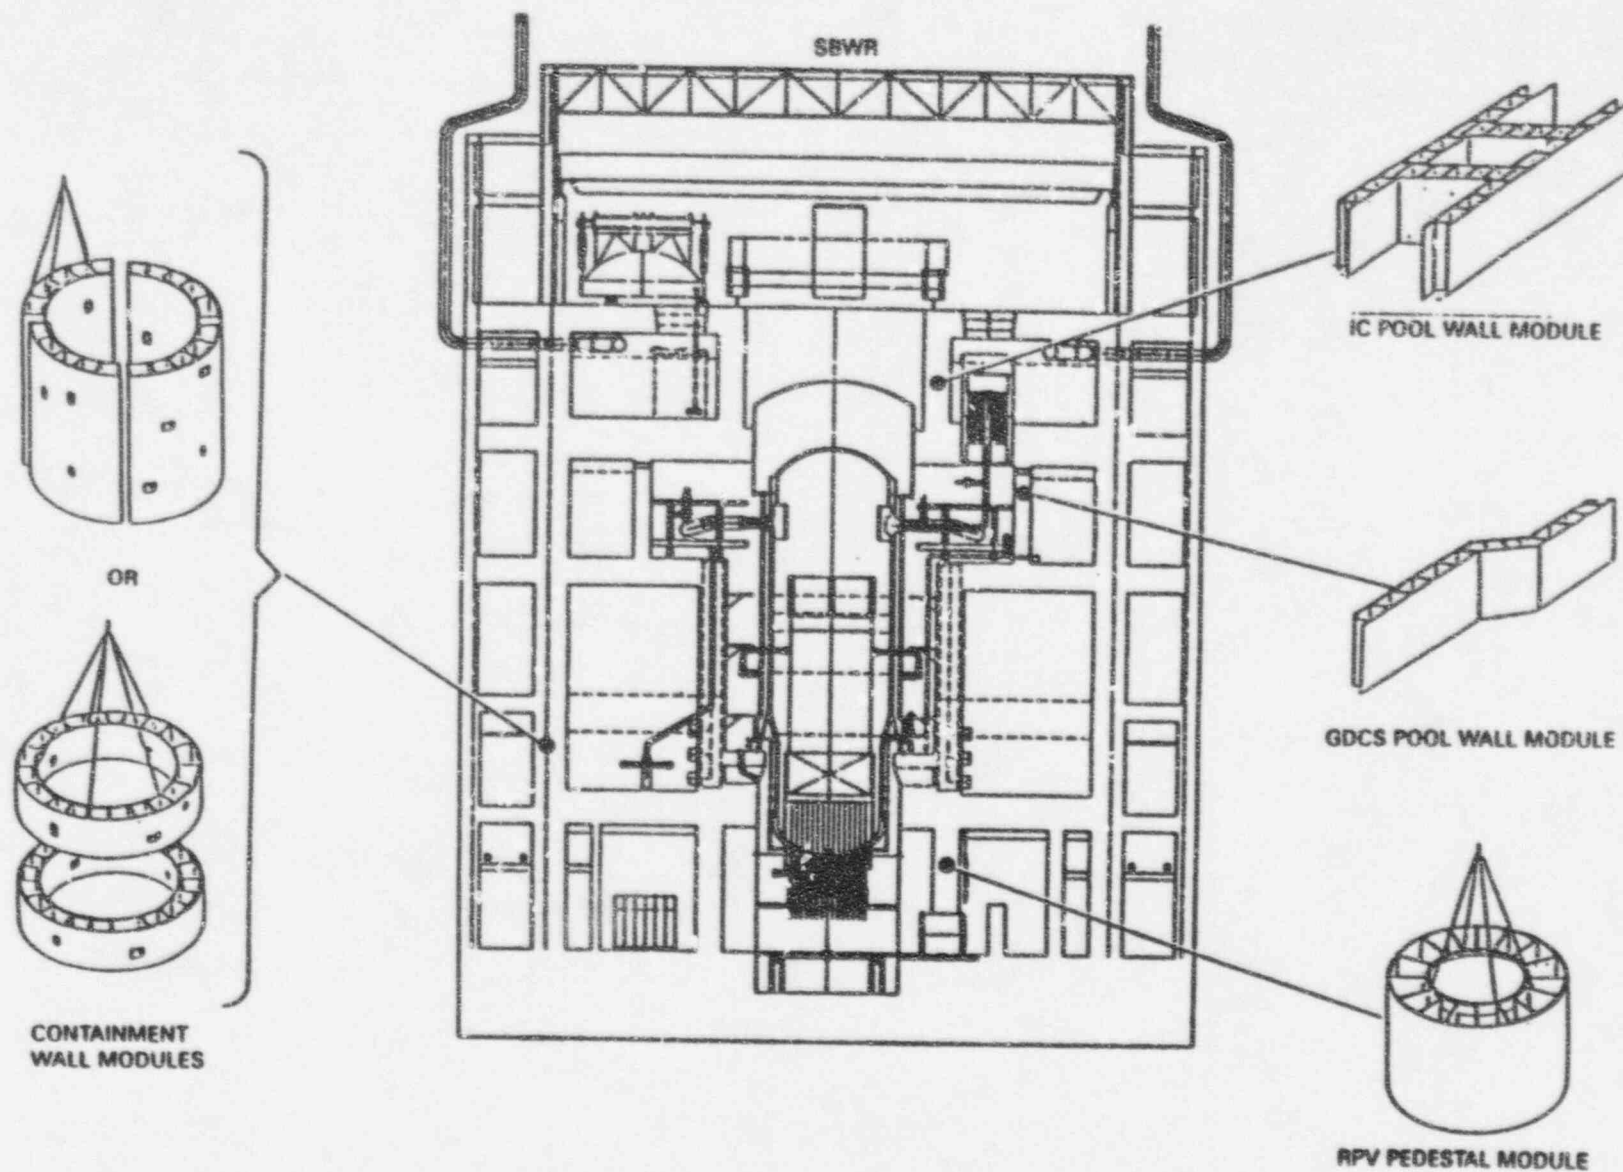 SBWR
IC POOL WALL MODULE
OR
GDCS POOL WALL MODULE
CONTAINMENT
WALL MODULES
RPV PEDESTAL MODULE